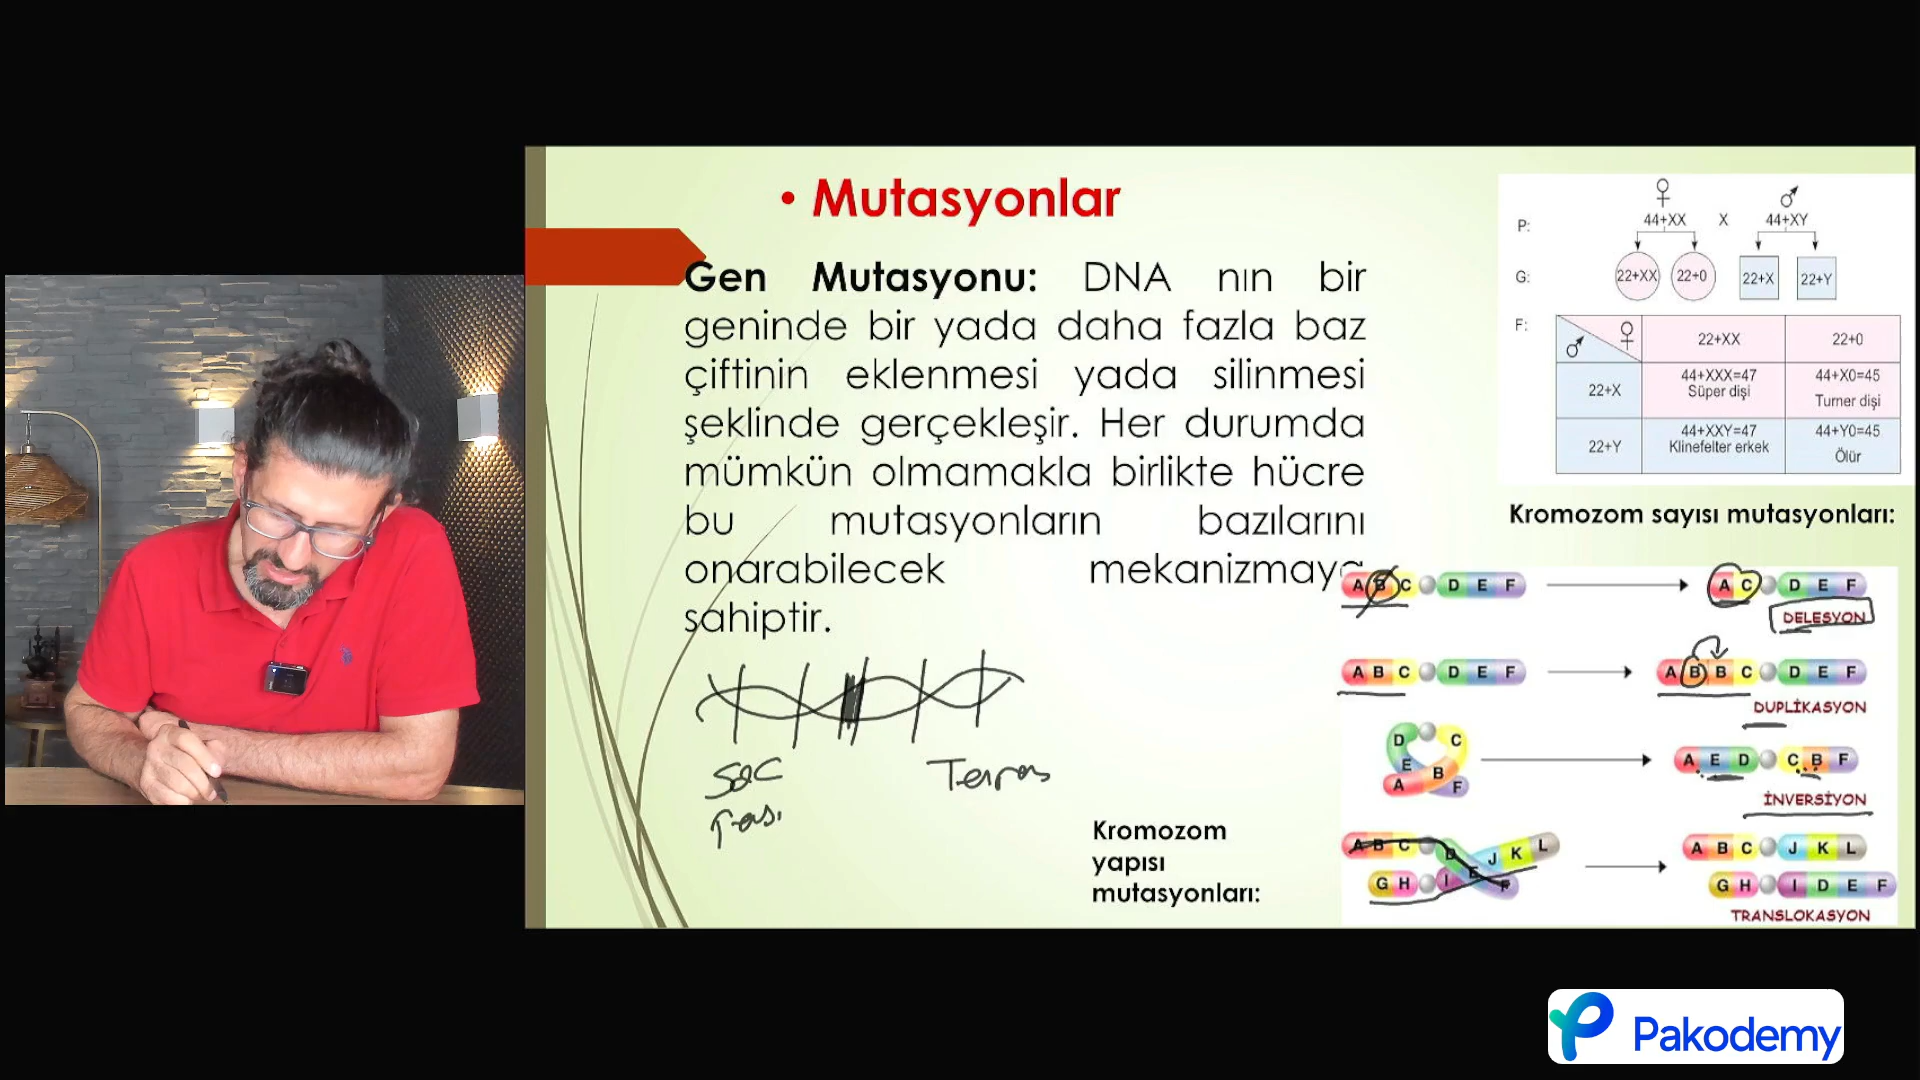 • Mutasyonlar
Gen Mutasyonu: DNA nın bir
geninde bir yada daha fazla baz
çiftinin eklenmesi yada silinmesi
şeklinde gerçekleşir. Her durumda
mümkün olmamakla birlikte hücre
bu mutasyonların bazılarını
onarabilecek mekanizmaya
sahiptir.
P: 44+XX X 44+XY
G: 22+XX 22+0 22+X 22+Y
F: ♂ ♀ 22+XX 22+0
22+X 44+XXX=47 Süper dişi 44+X0=45 Turner dişi
22+Y 44+XXY=47 Klinefelter erkek 44+Y0=45 Ölür
Kromozom sayısı mutasyonları:
A B C D E F A C D E F
DELESYON
A B C D E F A B B C D E F
DUPLİKASYON
D C E B A F A E D C B F
İNVERSİYON
A B C D E F A B C J K L
G H I J K L G H I D E F
TRANSLOKASYON
Kromozom
yapısı
mutasyonları:
Saç
Pakodemy